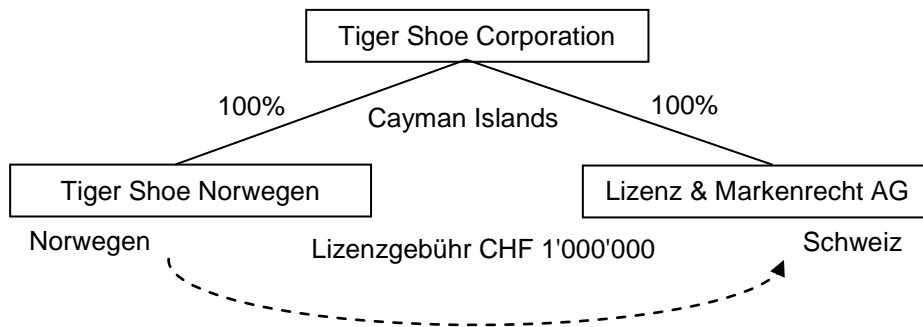 Tiger Shoe Corporation
100%
100%
Cayman Islands
Tiger Shoe Norwegen
Lizenz & Markenrecht AG
Norwegen
Lizenzgebühr CHF 1'000'000
Schweiz